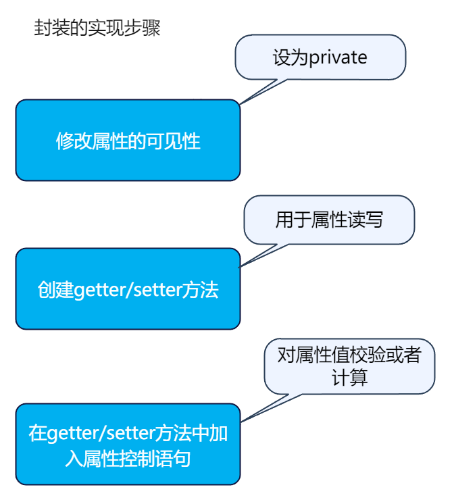 封装的实现步骤
设为private
修改属性的可见性
用于属性读写
创建getter/setter方法
对属性值校验或者
计算
在getter/setter方法中加
入属性控制语句